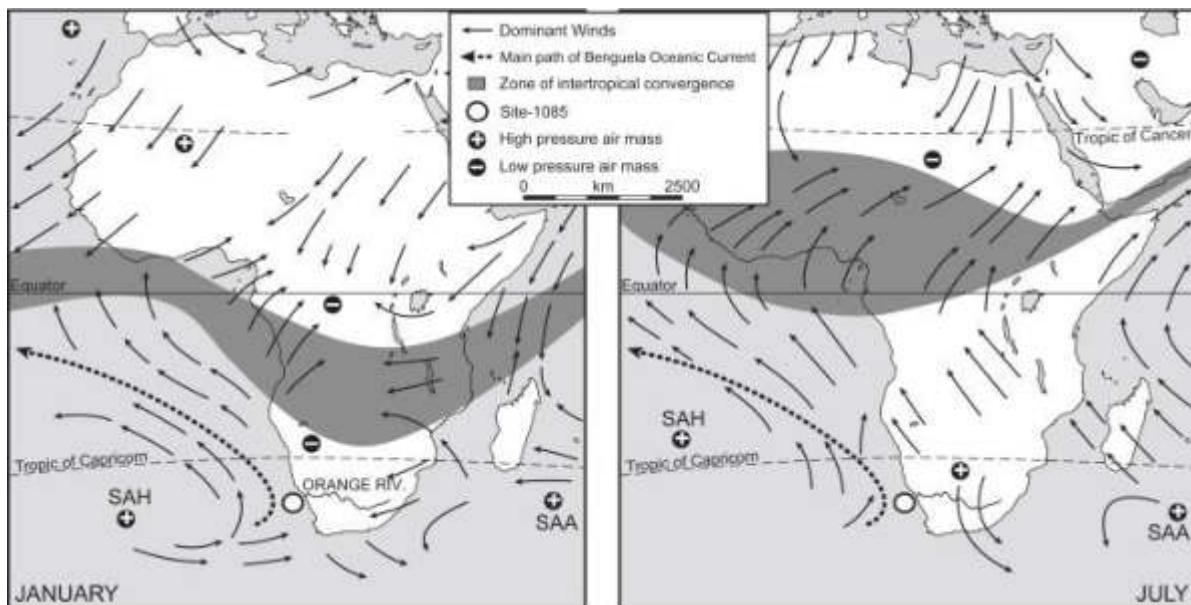 Dominant Winds
Main path of Benguela Oceanic Current
Zone of intertropical convergence
Site-1085
High pressure air mass
Low pressure air mass
0 km 2500
Equator
Tropic of Capricorn
SAH
ORANGE RIV.
SAA
JANUARY
Tropic of Cancer
Equator
SAH
Tropic of Capricorn
SAA
JULY